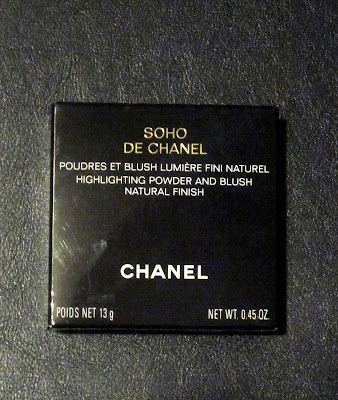 SOHO
DE CHANEL
POUDRES ET BLUSH LUMIÈRE FINI NATUREL
HIGHLIGHTING POWDER AND BLUSH
NATURAL FINISH
CHANEL
POIDS NET 13 g NET WT. 0.45 OZ.